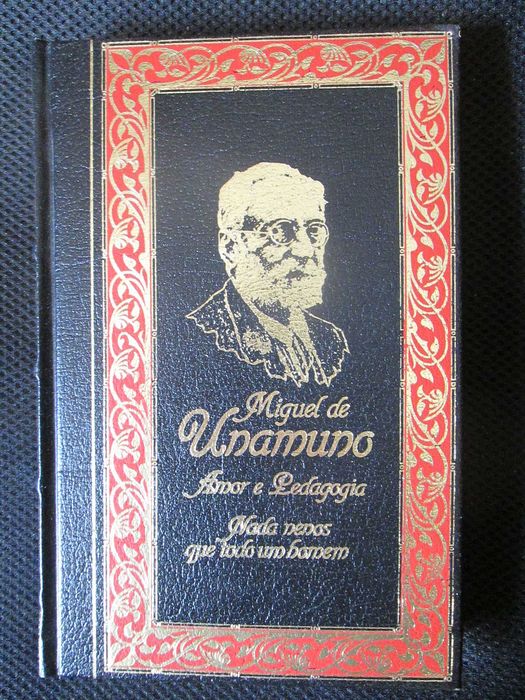 Miguel de
Unamuno
Amor e Pedagogia
Nada menos
que todo um homem